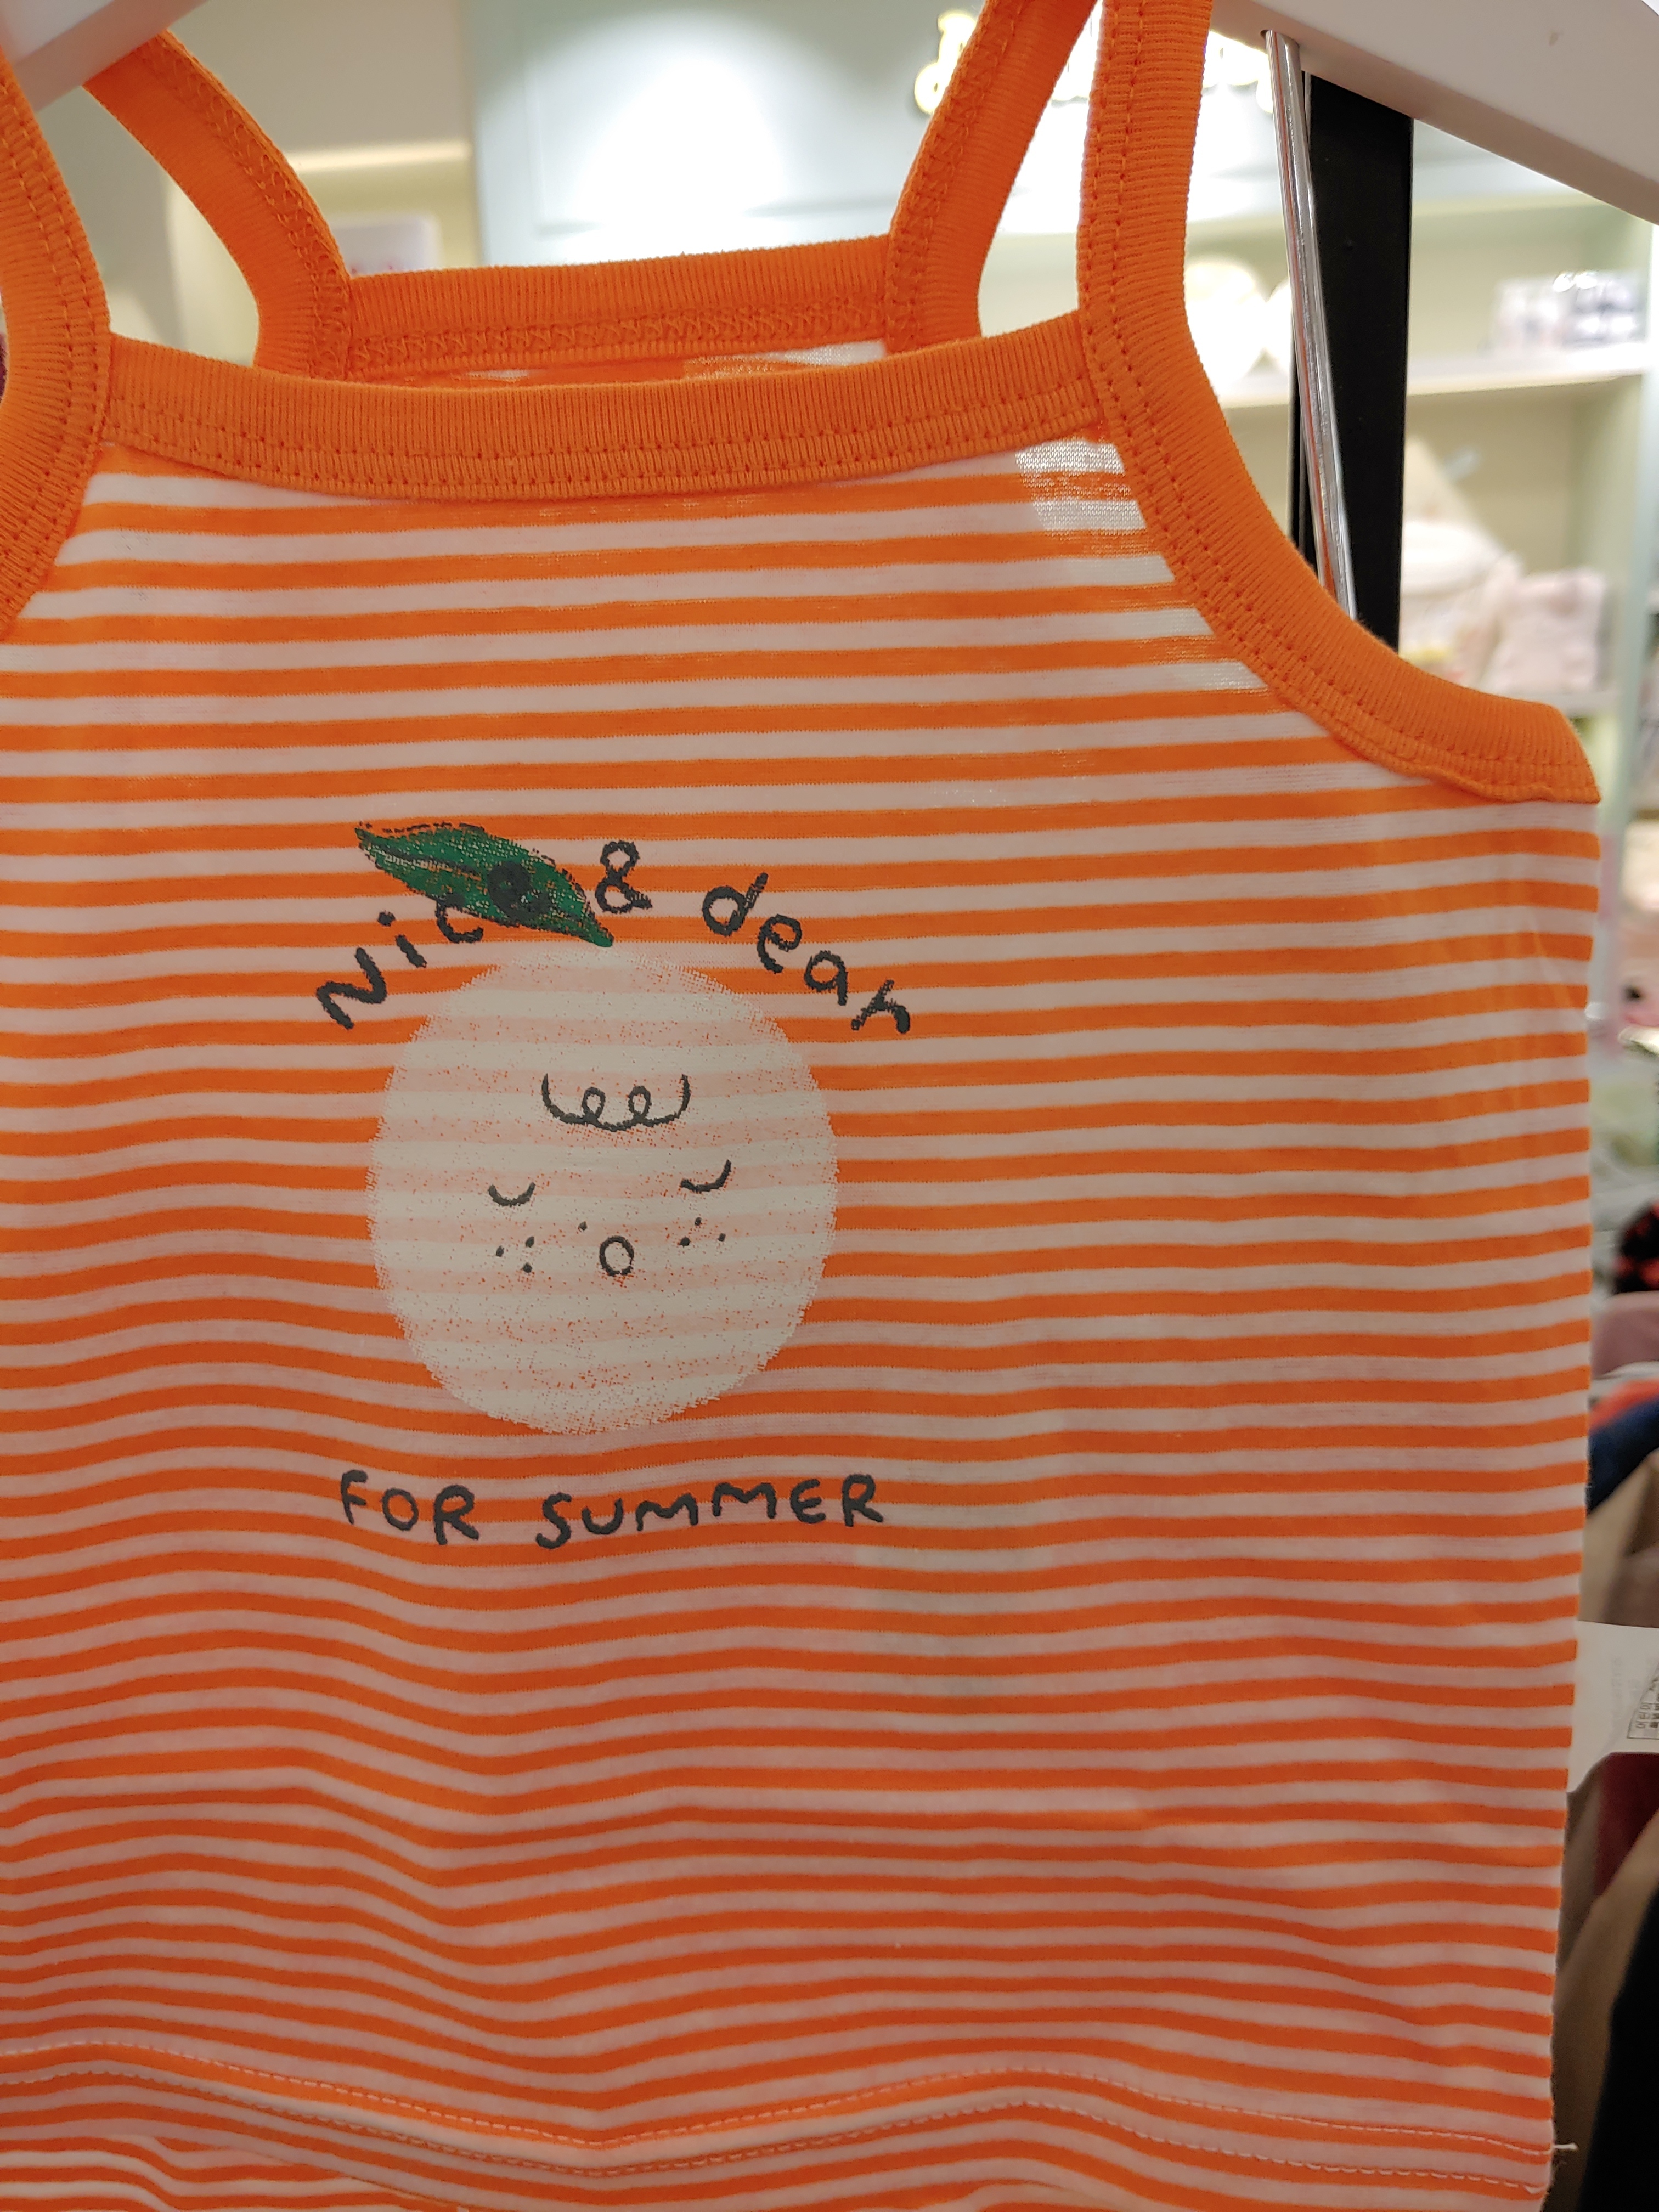 Nice & dear
FOR SUMMER